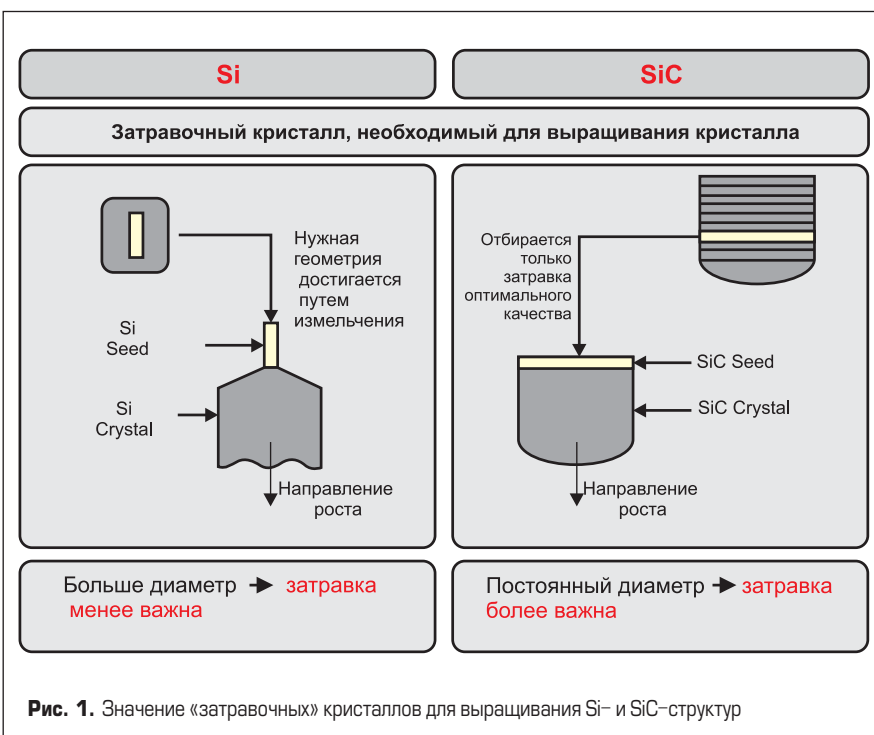 Si
SiC
Затравочный кристалл, необходимый для выращивания кристалла
Нужная
геометрия
достигается
путем
измельчения
Si
Seed
Si
Crystal
Направление
роста
Отбирается
только
затравка
оптимального
качества
SiC Seed
SiC Crystal
Направление
роста
Больше диаметр → затравка
менее важна
Постоянный диаметр → затравка
более важна
Рис. 1. Значение «затравочных» кристаллов для выращивания Si– и SiC–структур